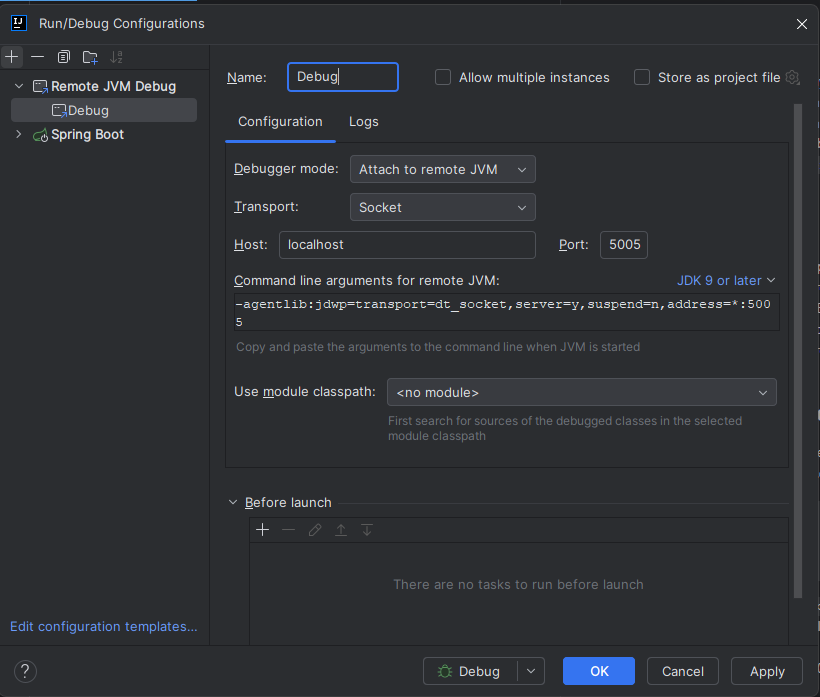 Run/Debug Configurations
Remote JVM Debug
Debug
Spring Boot
Edit configuration templates...
Name:
Debug
Allow multiple instances
Store as project file
Configuration
Logs
Debugger mode:
Attach to remote JVM
Transport:
Socket
Host:
localhost
Port:
5005
Command line arguments for remote JVM:
JDK 9 or later
-agentlib:jdwp=transport=dt_socket,server=y,suspend=n,address=*:500
5
Copy and paste the arguments to the command line when JVM is started
Use module classpath:
<no module>
First search for sources of the debugged classes in the selected
module classpath
Before launch
There are no tasks to run before launch
?
Debug
OK
Cancel
Apply